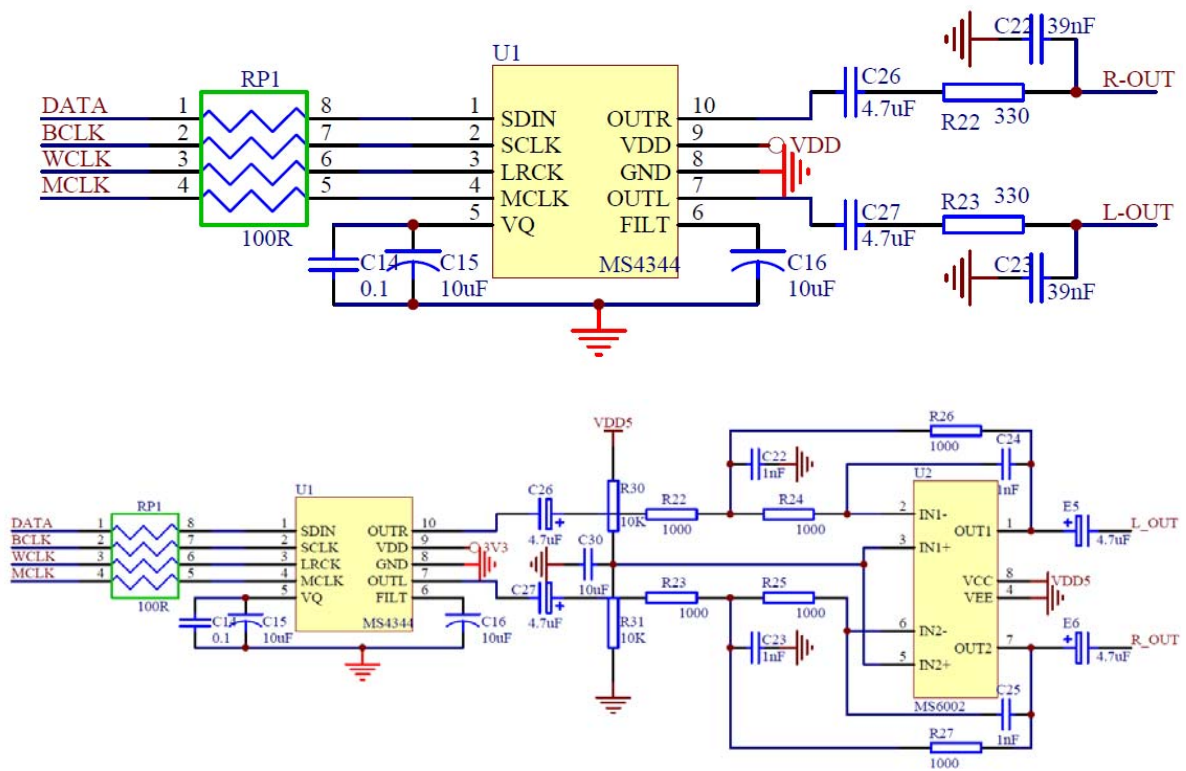 C22 39nF
U1
RP1
C26
4.7uF
R22 330
R-OUT
DATA 1 8 1 SDIN OUTR 10
BCLK 2 7 2 SCLK VDD 9 VDD
WCLK 3 6 3 LRCK GND 8
MCLK 4 5 4 MCLK OUTL 7
5 VQ FILT 6
100R
MS4344
C27
4.7uF
R23 330
L-OUT
C14
0.1
C15
10uF
C16
10uF
C23
39nF
VDD5
R26
1000
C24
1nF
C22
1nF
U2
U1
RP1
C26
4.7uF
R30
10K
R22
1000
R24
1000
DATA 1 8 1 SDIN OUTR 10
BCLK 2 7 2 SCLK VDD 9 3V3
WCLK 3 6 3 LRCK GND 8
MCLK 4 5 4 MCLK OUTL 7
5 VQ FILT 6
100R
MS4344
C14
0.1
C15
10uF
C16
10uF
C30
10uF
C27
4.7uF
R31
10K
R23
1000
R25
1000
C23
1nF
2 IN1-
3 IN1+
OUT1 1
VCC 8 VDD5
VEE 4
6 IN2-
5 IN2+
OUT2 7
MS6002
E5
4.7uF
L_OUT
E6
4.7uF
R_OUT
C25
1nF
R27
1000